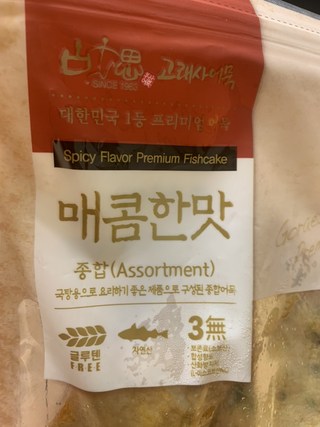 고래사어묵
SINCE 1963
대한민국 1등 프리미엄 어묵
Spicy Flavor Premium Fishcake
매콤한맛
종합(Assortment)
국탕용으로 요리하기 좋은 제품으로 구성된 종합어묵
글루텐
FREE
자연산
3無